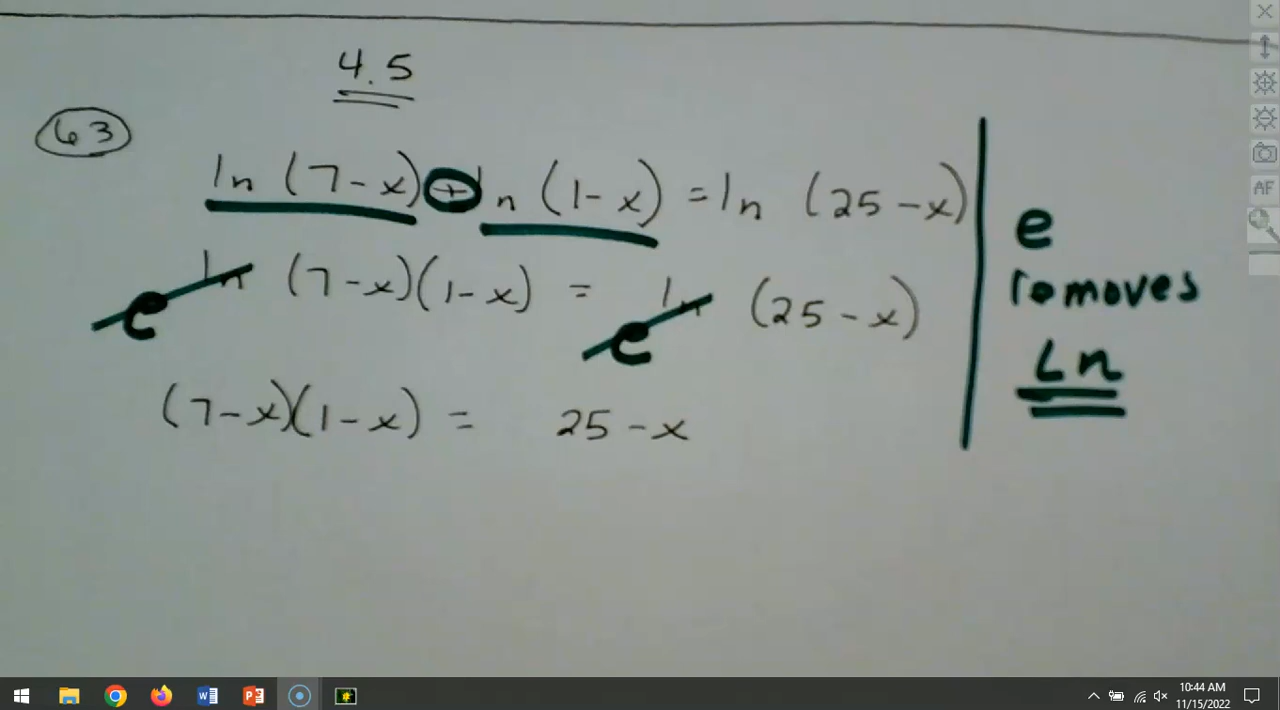 4.5
63
ln (7-x) + ln (1-x) = ln (25-x)
e ln (7-x)(1-x) = e ln (25-x)
(7-x)(1-x) = 25-x
e
removes
Ln
AF
10:44 AM
11/15/2022